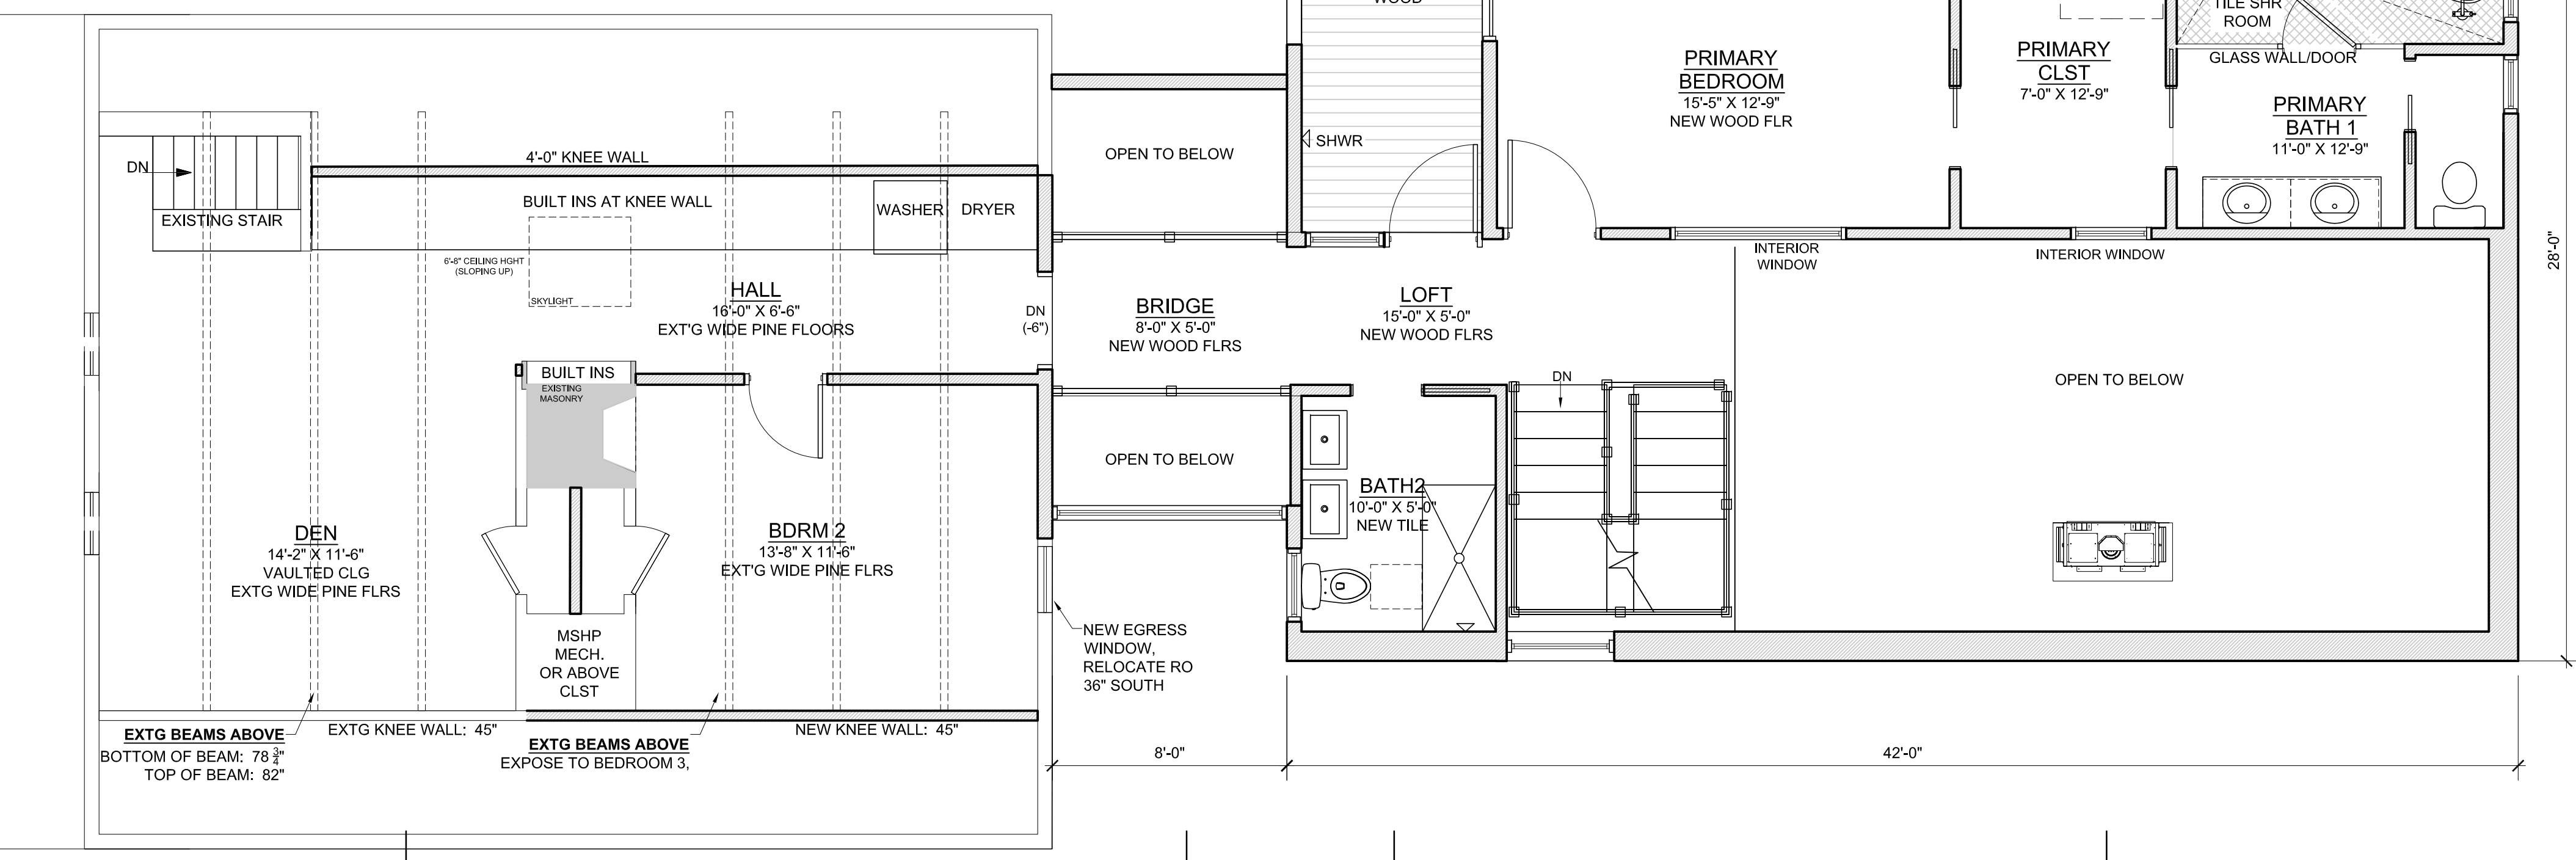 WOOD
TILE SHR
ROOM
GLASS WALL/DOOR
PRIMARY
BEDROOM
15'-5" X 12'-9"
NEW WOOD FLR
PRIMARY
CLST
7'-0" X 12'-9"
PRIMARY
BATH 1
11'-0" X 12'-9"
OPEN TO BELOW
SHWR
4'-0" KNEE WALL
DN
EXISTING STAIR
BUILT INS AT KNEE WALL
WASHER
DRYER
6'-8" CEILING HGHT
(SLOPING UP)
SKYLIGHT
HALL
16'-0" X 6'-6"
EXT'G WIDE PINE FLOORS
DN
(-6")
BRIDGE
8'-0" X 5'-0"
NEW WOOD FLRS
LOFT
15'-0" X 5'-0"
NEW WOOD FLRS
INTERIOR
WINDOW
INTERIOR WINDOW
28'-0"
BUILT INS
EXISTING
MASONRY
DN
OPEN TO BELOW
OPEN TO BELOW
DEN
14'-2" X 11'-6"
VAULTED CLG
EXTG WIDE PINE FLRS
BDRM 2
13'-8" X 11'-6"
EXT'G WIDE PINE FLRS
BATH2
10'-0" X 5'-0"
NEW TILE
MSHP
MECH.
OR ABOVE
CLST
NEW EGRESS
WINDOW,
RELOCATE RO
36" SOUTH
EXTG BEAMS ABOVE
BOTTOM OF BEAM: 78 3/4"
TOP OF BEAM: 82"
EXTG KNEE WALL: 45"
EXTG BEAMS ABOVE
EXPOSE TO BEDROOM 3,
NEW KNEE WALL: 45"
8'-0"
42'-0"